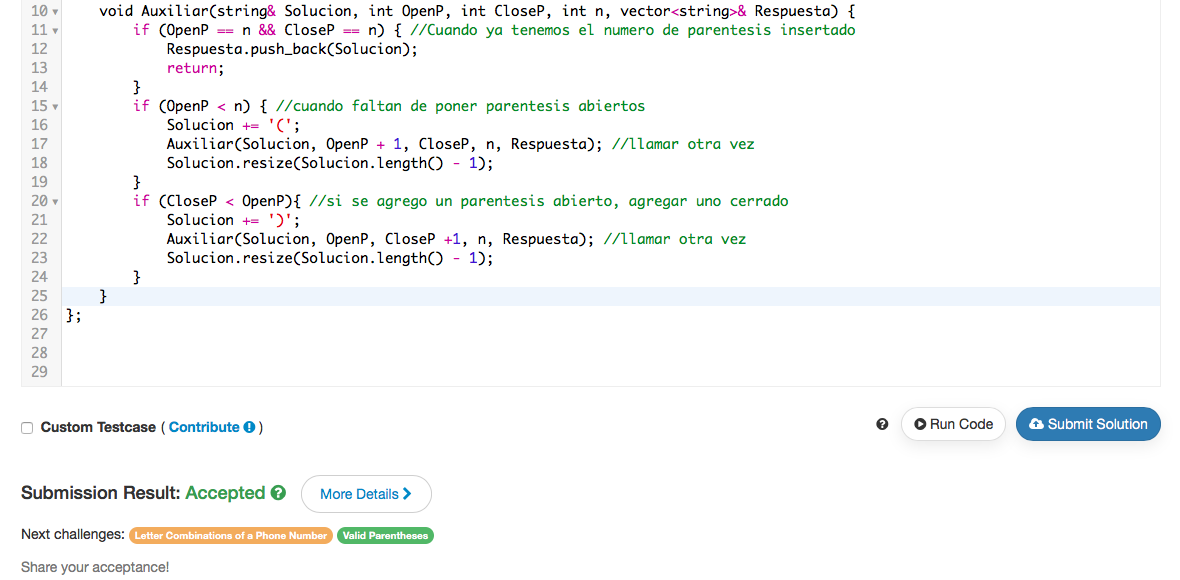 10 void Auxiliar(string& Solucion, int OpenP, int CloseP, int n, vector<string>& Respuesta) {
11 if (OpenP == n && CloseP == n) { //Cuando ya tenemos el numero de parentesis insertado
12 Respuesta.push_back(Solucion);
13 return;
14 }
15 if (OpenP < n) { //cuando faltan de poner parentesis abiertos
16 Solucion += '(';
17 Auxiliar(Solucion, OpenP + 1, CloseP, n, Respuesta); //llamar otra vez
18 Solucion.resize(Solucion.length() - 1);
19 }
20 if (CloseP < OpenP){ //si se agrego un parentesis abierto, agregar uno cerrado
21 Solucion += ')';
22 Auxiliar(Solucion, OpenP, CloseP +1, n, Respuesta); //llamar otra vez
23 Solucion.resize(Solucion.length() - 1);
24 }
25 }
26 };
27
28
29
Custom Testcase ( Contribute ! )
? Run Code Submit Solution
Submission Result: Accepted ? More Details
Next challenges: Letter Combinations of a Phone Number Valid Parentheses
Share your acceptance!